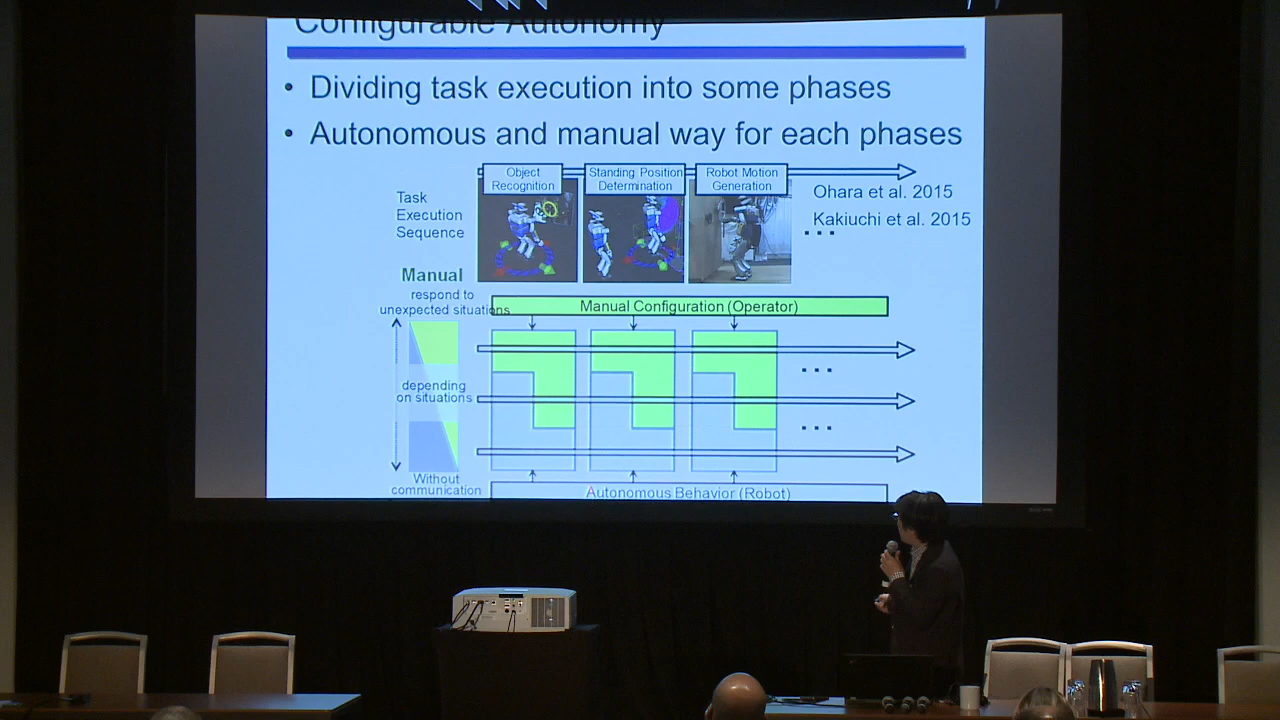 Configurable Autonomy
• Dividing task execution into some phases
• Autonomous and manual way for each phases
Object
Recognition
Standing Position
Determination
Robot Motion
Generation
Task
Execution
Sequence
Ohara et al. 2015
Kakiuchi et al. 2015
...
Manual
respond to
unexpected situations
Manual Configuration (Operator)
...
depending
on situations
...
Without
communication
Autonomous Behavior (Robot)